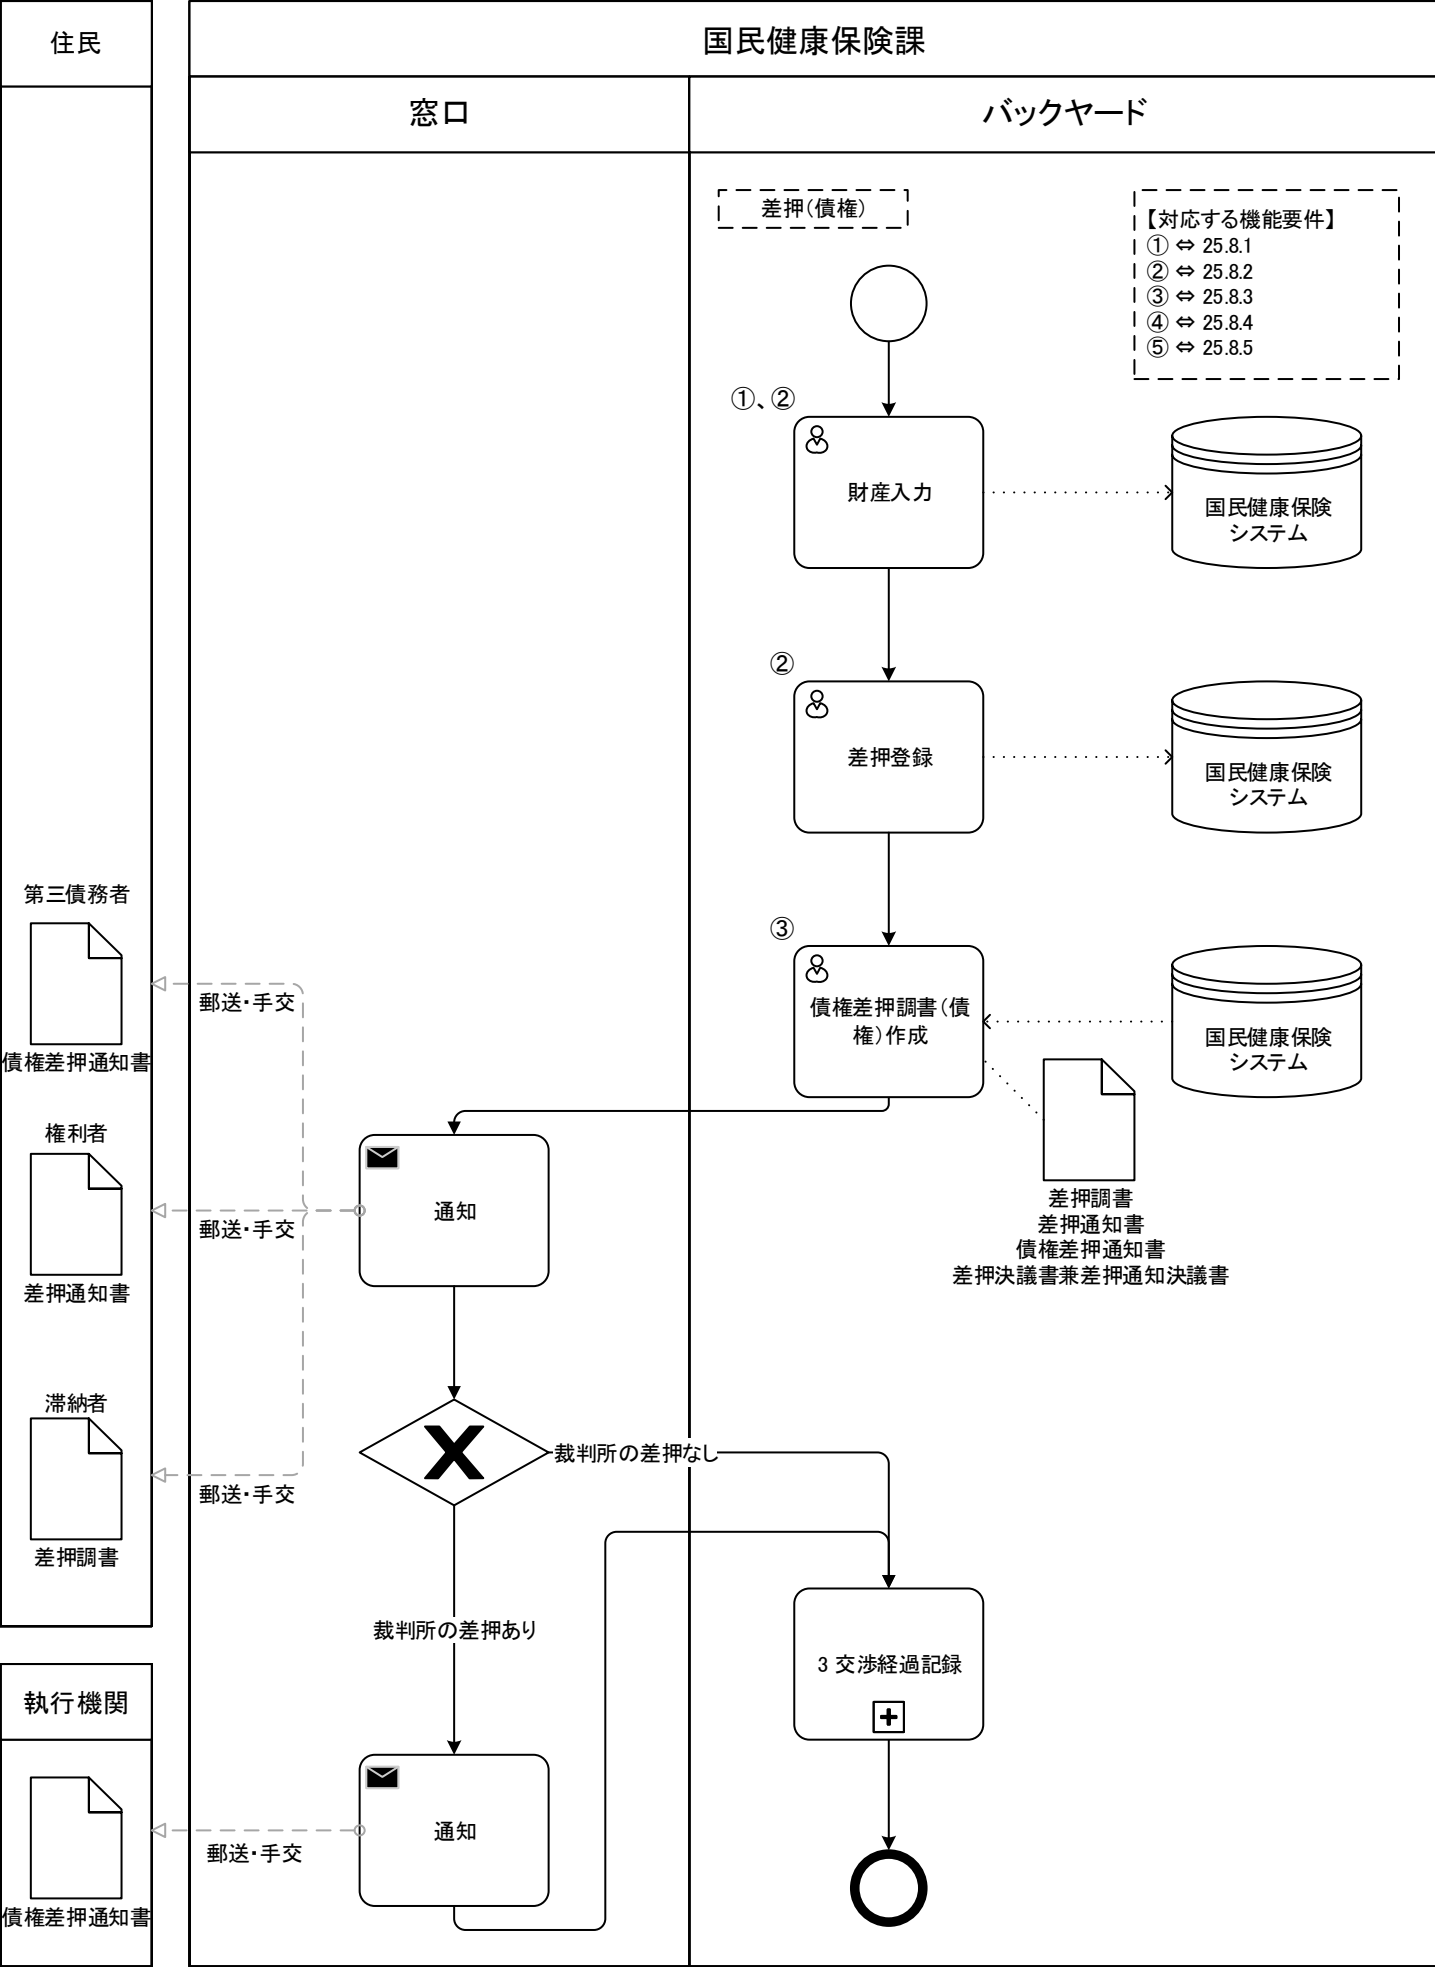 住民
国民健康保険課
窓口
バックヤード
差押（債権）
【対応する機能要件】
① ⇔ 25.8.1
② ⇔ 25.8.2
③ ⇔ 25.8.3
④ ⇔ 25.8.4
⑤ ⇔ 25.8.5
①、②
財産入力
国民健康保険
システム
②
差押登録
国民健康保険
システム
③
債権差押調書（債
権）作成
国民健康保険
システム
差押調書
差押通知書
債権差押通知書
差押決議書兼差押通知決議書
第三債務者
債権差押通知書
郵送・手交
権利者
差押通知書
郵送・手交
通知
滞納者
差押調書
郵送・手交
裁判所の差押なし
裁判所の差押あり
3 交渉経過記録
執行機関
債権差押通知書
郵送・手交
通知